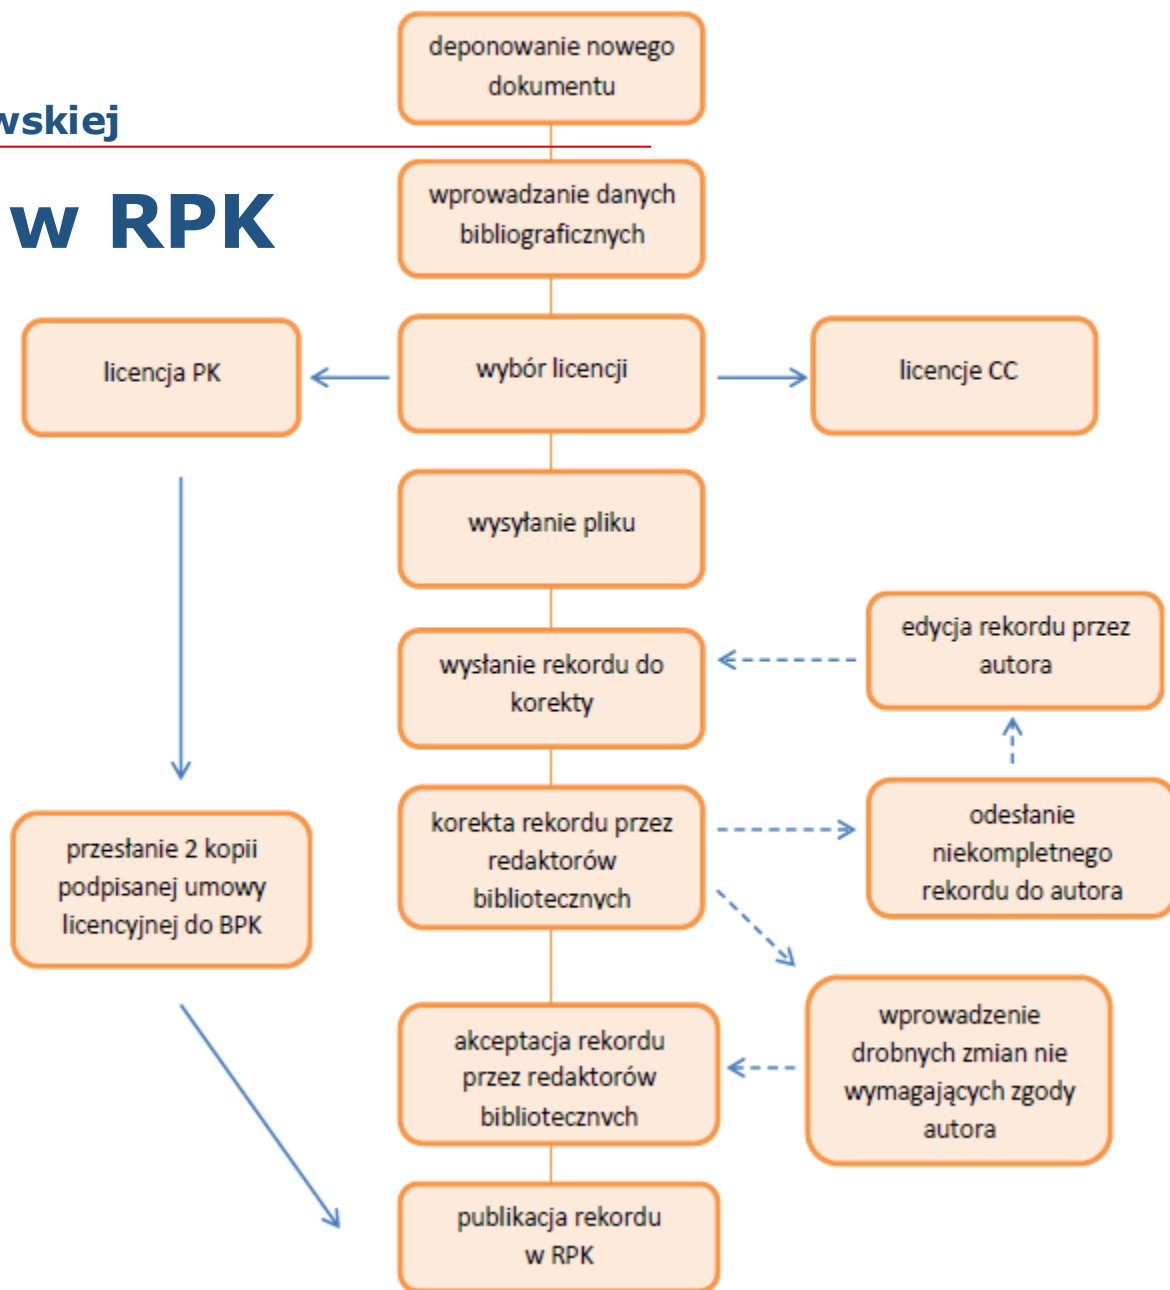 deponowanie nowego
dokumentu
wskiej
w RPK
wprowadzanie danych
bibliograficznych
licencja PK
wybór licencji
licencje CC
wysyłanie pliku
edycja rekordu przez
autora
wysłanie rekordu do
korekty
korekta rekordu przez
redaktorów
bibliotecznych
odesłanie
niekompletnego
rekordu do autora
przesłanie 2 kopii
podpisanej umowy
licencyjnej do BPK
wprowadzenie
drobnych zmian nie
wymagających zgody
autora
akceptacja rekordu
przez redaktorów
bibliotecznych
publikacja rekordu
w RPK